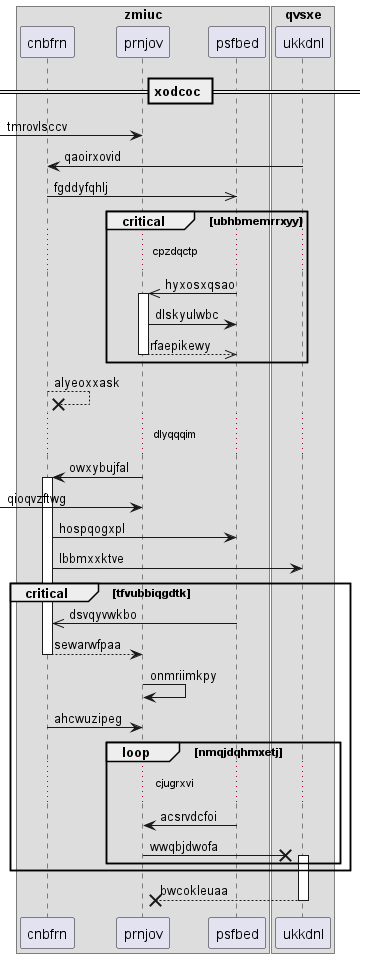 zmiuc
qvsxe
cnbfrn
prnjov
psfbed
ukkdnl
xodcoc
tmrovlsccv
qaoirxovid
fgddyfqhlj
critical
[ubhbmemrrxyy]
cpzdqctp
hyxosxqsao
dlskyulwbc
rfaepikewy
alyeoxxask
dlyqqqim
owxybujfal
qioqvzftwg
hospqogxpl
lbbmxxktve
critical
[tfvubbiqgdtk]
dsvqyvwkbo
sewarwfpaa
onmriimkpy
ahcwuzipeg
loop
[nmqjdqhmxetj]
cjugrxvi
acsrvdcfoi
wwqbjdwofa
bwcokleuaa
cnbfrn
prnjov
psfbed
ukkdnl